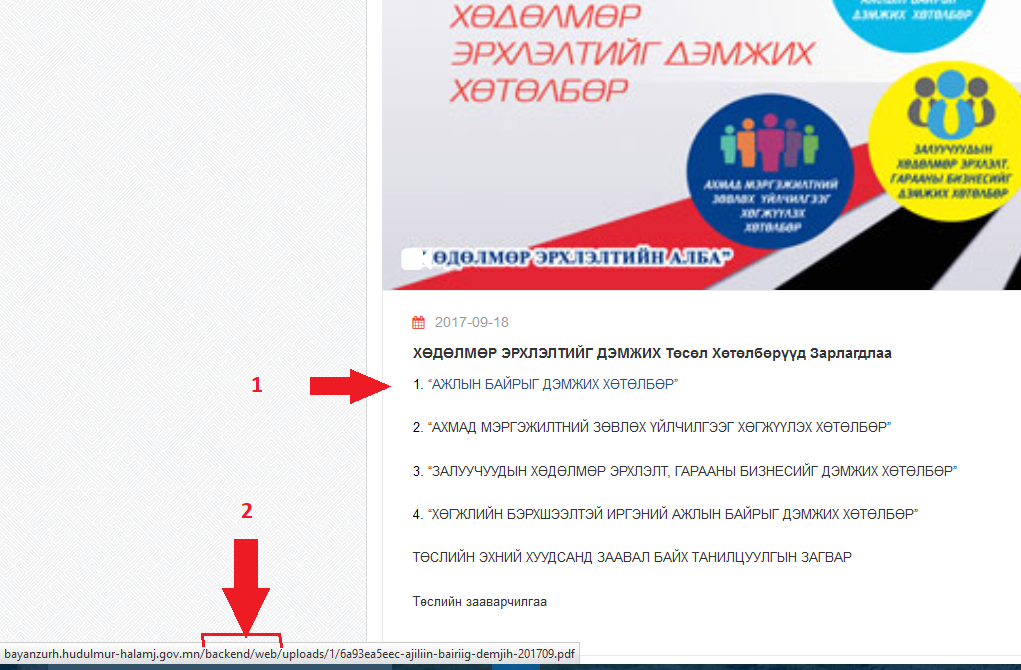 ХӨДӨЛМӨР
ЭРХЛЭЛТИЙГ ДЭМЖИХ
ХӨТӨЛБӨР
ДЭМЖИХ ХӨТӨЛБӨР
ЗАЛУУЧУУДЫН
ХӨДӨЛМӨР ЭРХЛЭЛТ,
ГАРААНЫ БИЗНЕСИЙГ
ДЭМЖИХ ХӨТӨЛБӨР
АХМАД МЭРГЭЖИЛТНИЙ
ЗӨВЛӨХ ҮЙЛЧИЛГЭЭГ
ХӨГЖҮҮЛЭХ
ХӨТӨЛБӨР
ӨДӨЛМӨР ЭРХЛЭЛТИЙН АЛБА”
2017-09-18
ХӨДӨЛМӨР ЭРХЛЭЛТИЙГ ДЭМЖИХ Төсөл Хөтөлбөрүүд Зарлагдлаа
1
1. “АЖЛЫН БАЙРЫГ ДЭМЖИХ ХӨТӨЛБӨР”
2. “АХМАД МЭРГЭЖИЛТНИЙ ЗӨВЛӨХ ҮЙЛЧИЛГЭЭГ ХӨГЖҮҮЛЭХ ХӨТӨЛБӨР”
3. “ЗАЛУУЧУУДЫН ХӨДӨЛМӨР ЭРХЛЭЛТ, ГАРААНЫ БИЗНЕСИЙГ ДЭМЖИХ ХӨТӨЛБӨР”
2
4. “ХӨГЖЛИЙН БЭРХШЭЭЛТЭЙ ИРГЭНИЙ АЖЛЫН БАЙРЫГ ДЭМЖИХ ХӨТӨЛБӨР”
ТӨСЛИЙН ЭХНИЙ ХУУДСАНД ЗААВАЛ БАЙХ ТАНИЛЦУУЛГЫН ЗАГВАР
Төслийн зааварчилгаа
bayanzurh.hudulmur-halamj.gov.mn/backend/web/uploads/1/6a93ea5eec-ajiliin-bairiig-demjih-201709.pdf